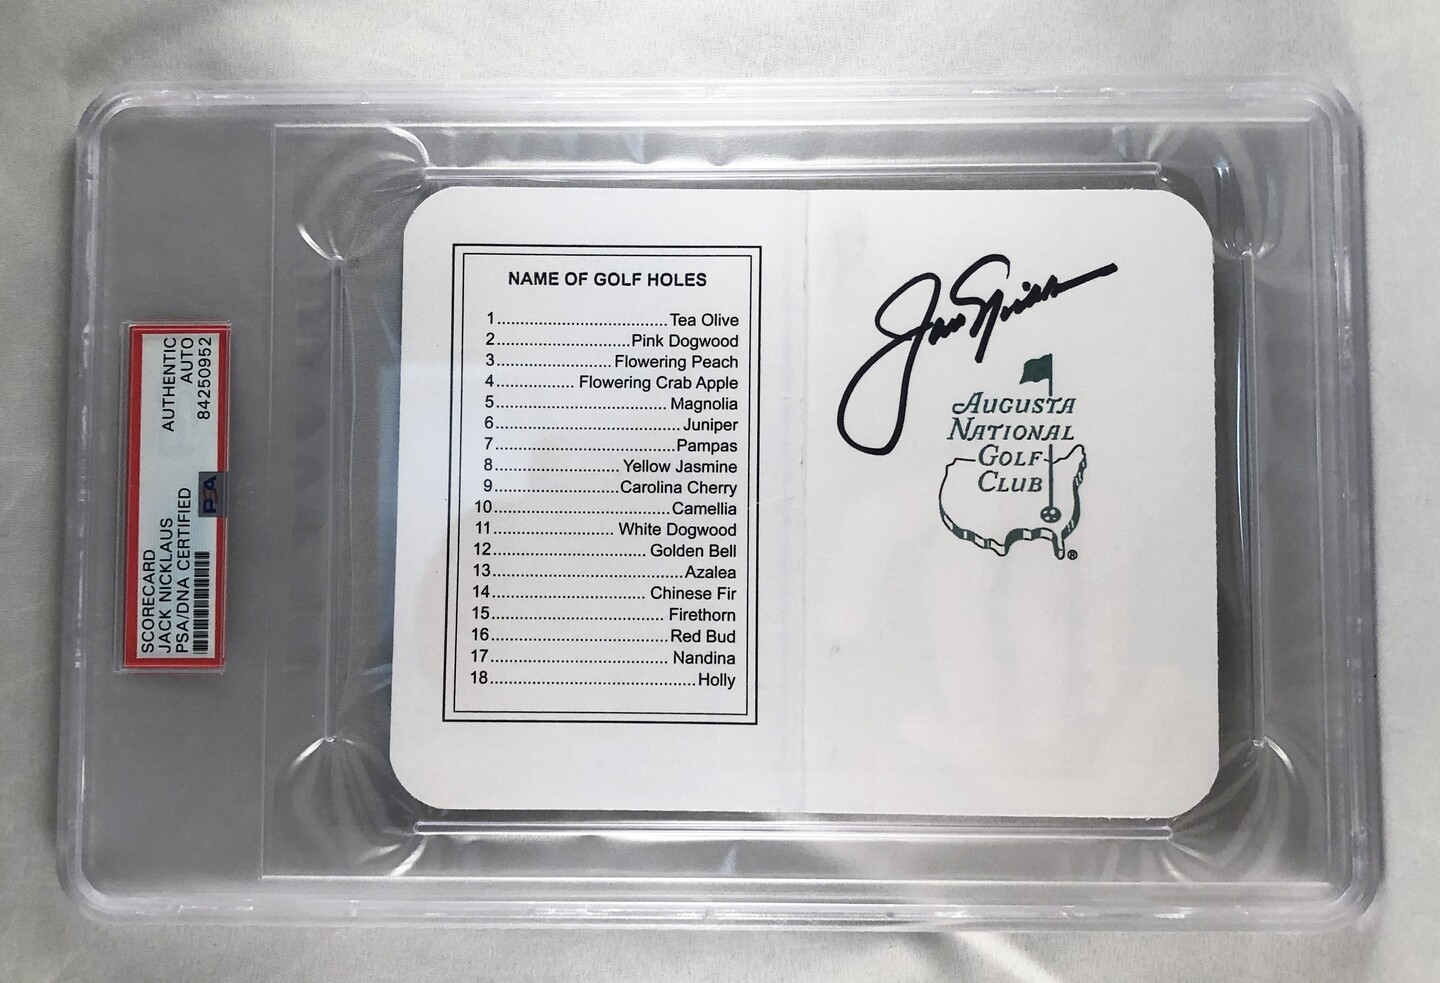 SCORECARD
JACK NICKLAUS
PSA/DNA CERTIFIED
AUTHENTIC
AUTO
84250952
PSA
NAME OF GOLF HOLES
1......................................Tea Olive
2..............................Pink Dogwood
3..........................Flowering Peach
4................Flowering Crab Apple
5......................................Magnolia
6.........................................Juniper
7........................................Pampas
8............................Yellow Jasmine
9............................Carolina Cherry
10.......................................Camellia
11...........................White Dogwood
12..................................Golden Bell
13..........................................Azalea
14..................................Chinese Fir
15......................................Firethorn
16.......................................Red Bud
17.......................................Nandina
18.............................................Holly
Jack Nicklaus
AUGUSTA
NATIONAL
GOLF
CLUB
®